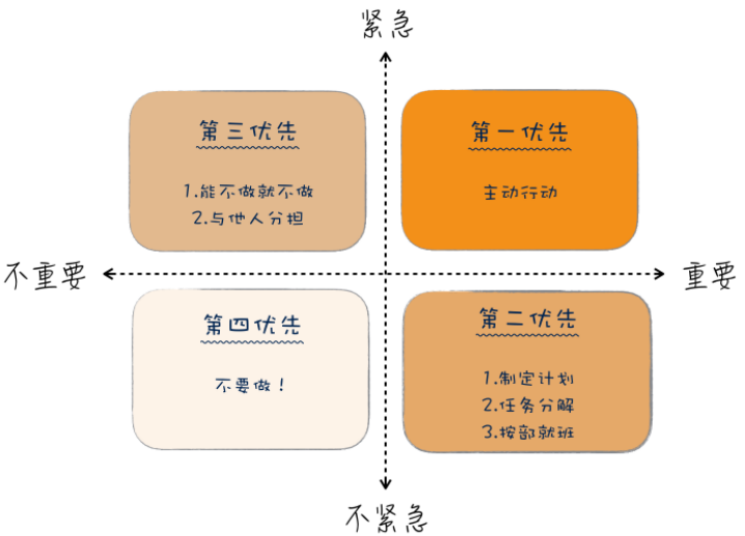 紧急
第三优先
1.能不做就不做
2.与他人分担
第一优先
主动行动
不重要
重要
第四优先
不要做！
第二优先
1.制定计划
2.任务分解
3.按部就班
不紧急